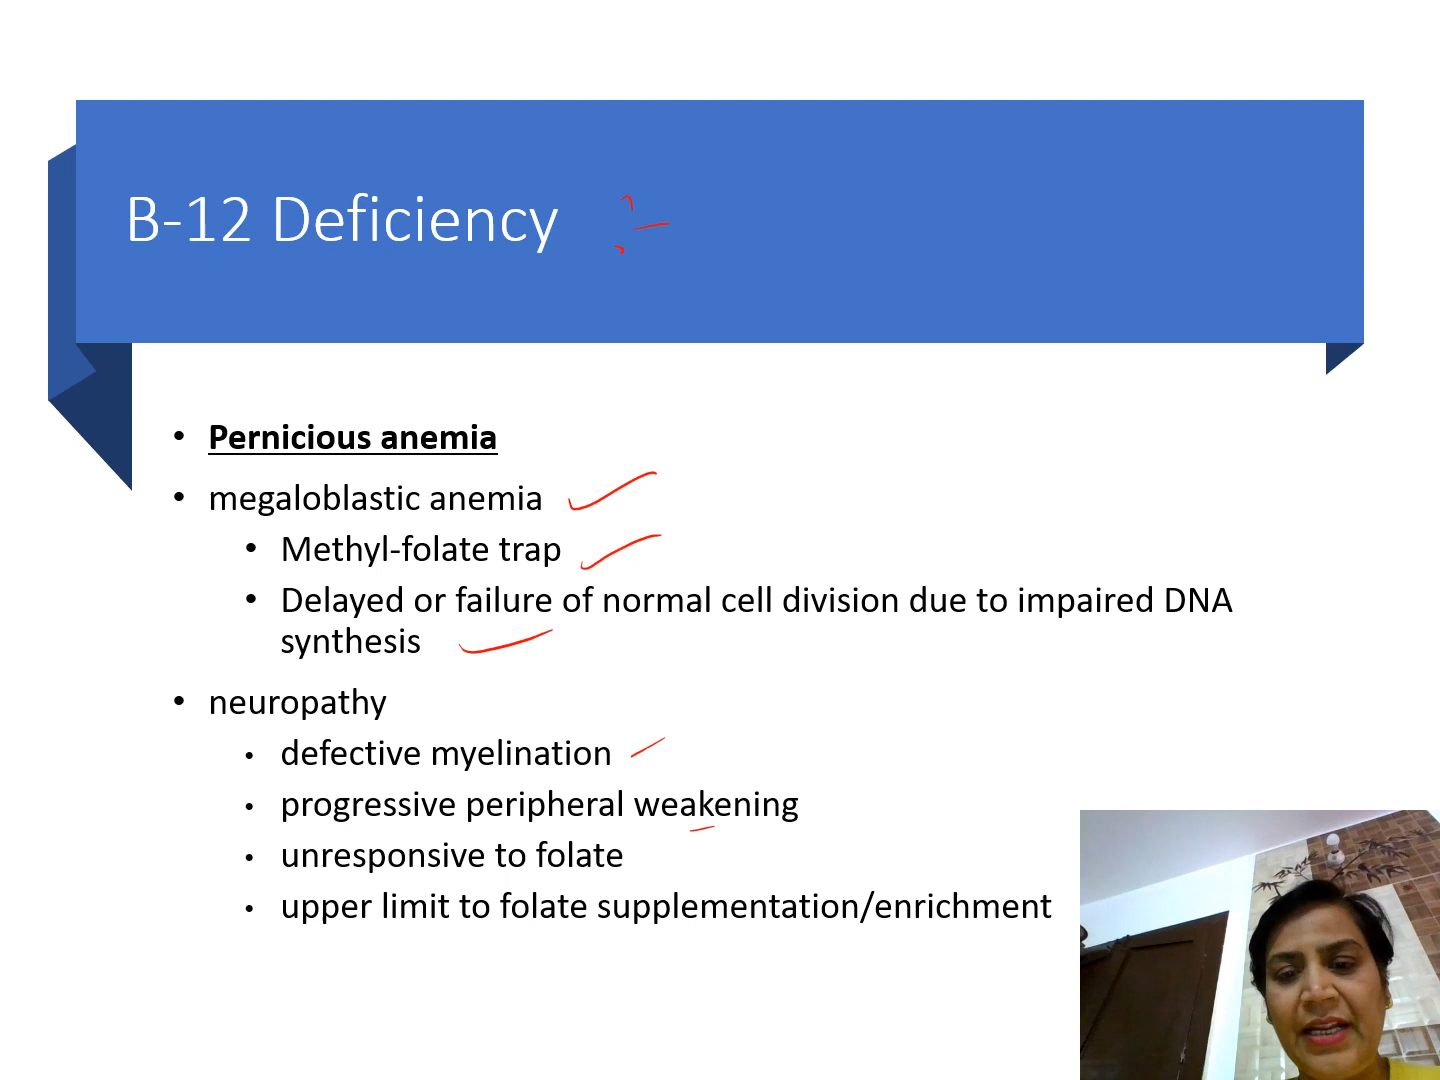 B-12 Deficiency
• Pernicious anemia
• megaloblastic anemia
• Methyl-folate trap
• Delayed or failure of normal cell division due to impaired DNA
synthesis
• neuropathy
• defective myelination
• progressive peripheral weakening
• unresponsive to folate
• upper limit to folate supplementation/enrichment